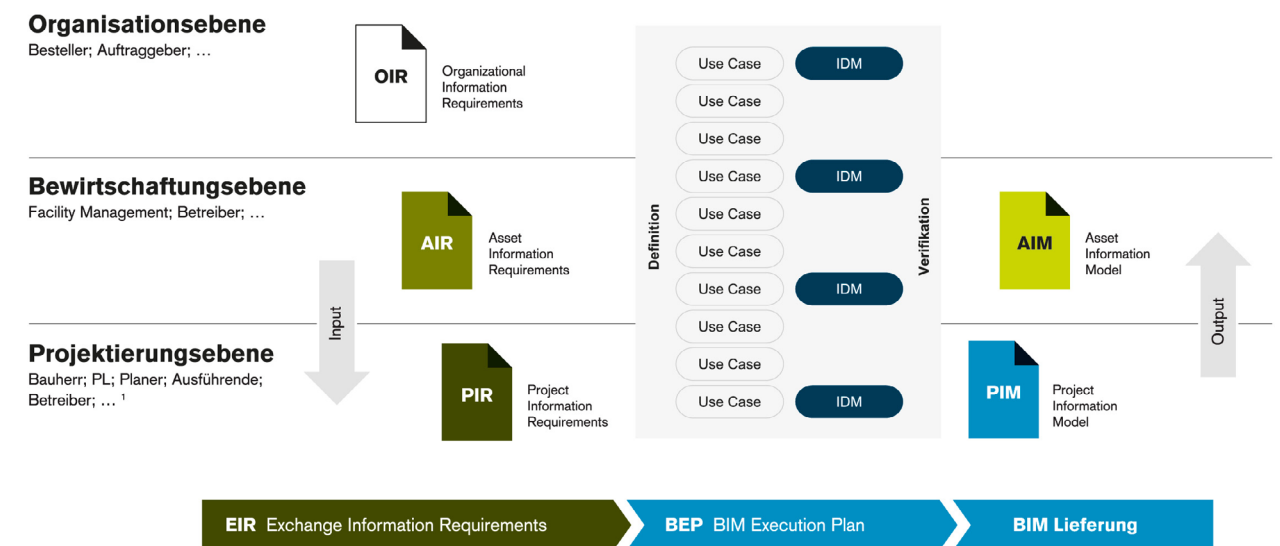 Organisationsebene
Besteller; Auftraggeber; …
OIR
Organizational
Information
Requirements
Bewirtschaftungsebene
Facility Management; Betreiber; …
AIR
Asset
Information
Requirements
Input
Projektierungsebene
Bauherr; PL; Planer; Ausführende;
Betreiber; … ¹
PIR
Project
Information
Requirements
Definition
Use Case IDM
Use Case
Use Case
Use Case IDM
Use Case
Use Case
Use Case IDM
Use Case
Use Case
Use Case IDM
Verifikation
AIM
Asset
Information
Model
PIM
Project
Information
Model
Output
EIR Exchange Information Requirements
BEP BIM Execution Plan
BIM Lieferung